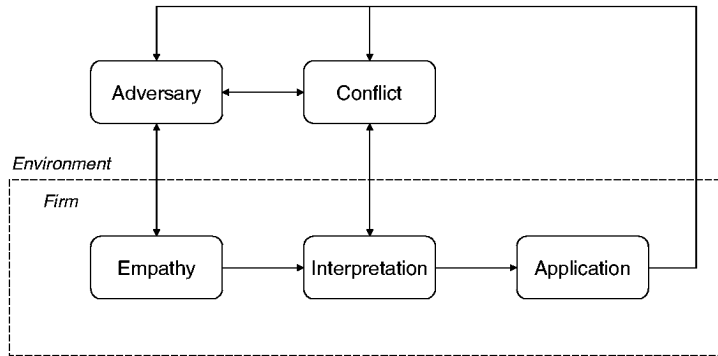 Adversary
Conflict
Environment
Firm
Empathy
Interpretation
Application